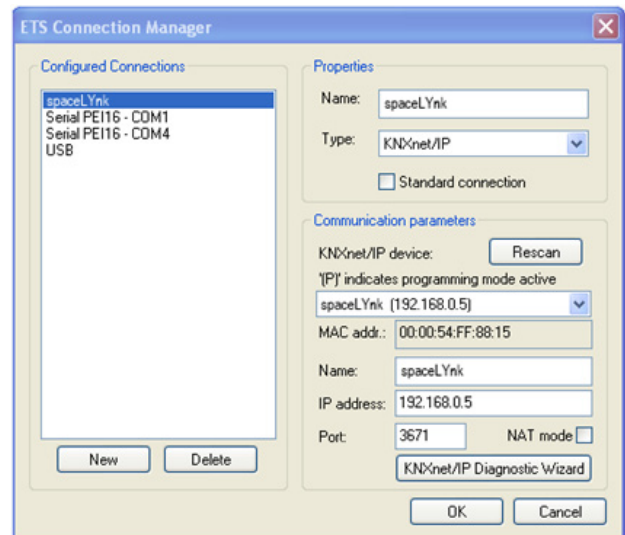 ETS Connection Manager
Configured Connections
spaceLYnk
Serial PEI16 - COM1
Serial PEI16 - COM4
USB
New
Delete
Properties
Name: spaceLYnk
Type: KNXnet/IP
Standard connection
Communication parameters
KNXnet/IP device: Rescan
'(P)' indicates programming mode active
spaceLYnk (192.168.0.5)
MAC addr.: 00:00:54:FF:88:15
Name: spaceLYnk
IP address: 192.168.0.5
Port: 3671 NAT mode
KNXnet/IP Diagnostic Wizard
OK
Cancel